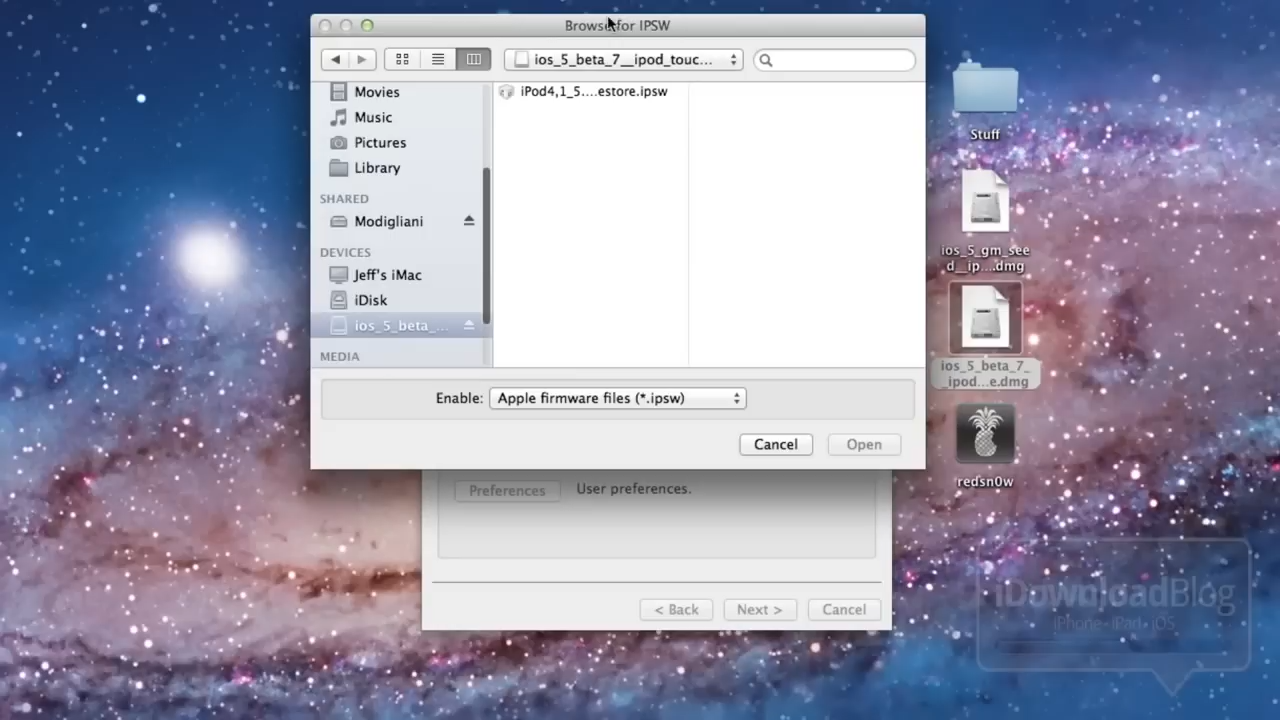 Browse for IPSW
ios_5_beta_7__ipod_touc...
Movies
Music
Pictures
Library
SHARED
Modigliani
DEVICES
Jeff's iMac
iDisk
ios_5_beta_...
MEDIA
iPod4,1_5....estore.ipsw
Enable:
Apple firmware files (*.ipsw)
Cancel
Open
Preferences
User preferences.
< Back
Next >
Cancel
Stuff
ios_5_gm_see
d__ip....dmg
ios_5_beta_7_
_ipod...e.dmg
redsn0w
iDownloadBlog
iPhone · iPad · iOS